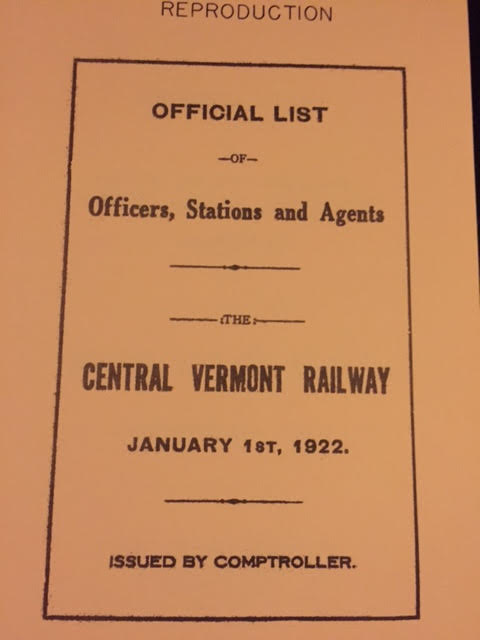 REPRODUCTION
OFFICIAL LIST
—OF—
Officers, Stations and Agents
:THE:
CENTRAL VERMONT RAILWAY
JANUARY 1ST, 1922.
ISSUED BY COMPTROLLER.